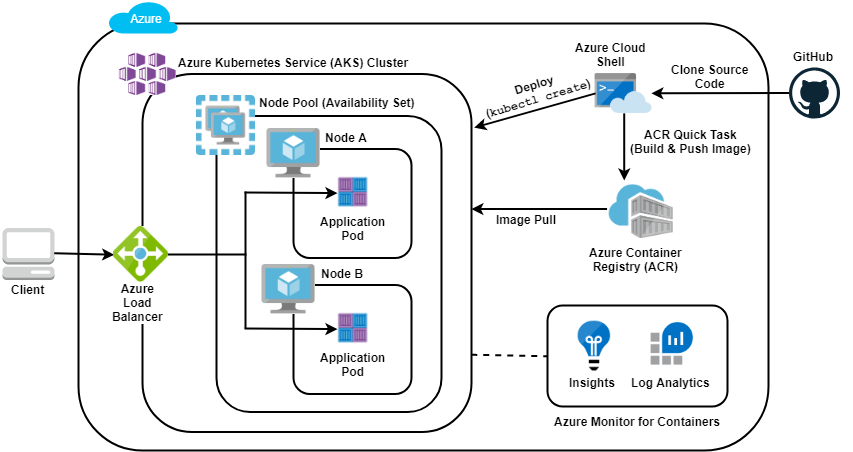 Azure
Azure Kubernetes Service (AKS) Cluster
Node Pool (Availability Set)
Node A
Application
Pod
Node B
Application
Pod
Client
Azure
Load
Balancer
Deploy
(kubectl create)
Azure Cloud
Shell
>_
Clone Source
Code
GitHub
ACR Quick Task
(Build & Push Image)
Image Pull
Azure Container
Registry (ACR)
Insights
Log Analytics
Azure Monitor for Containers